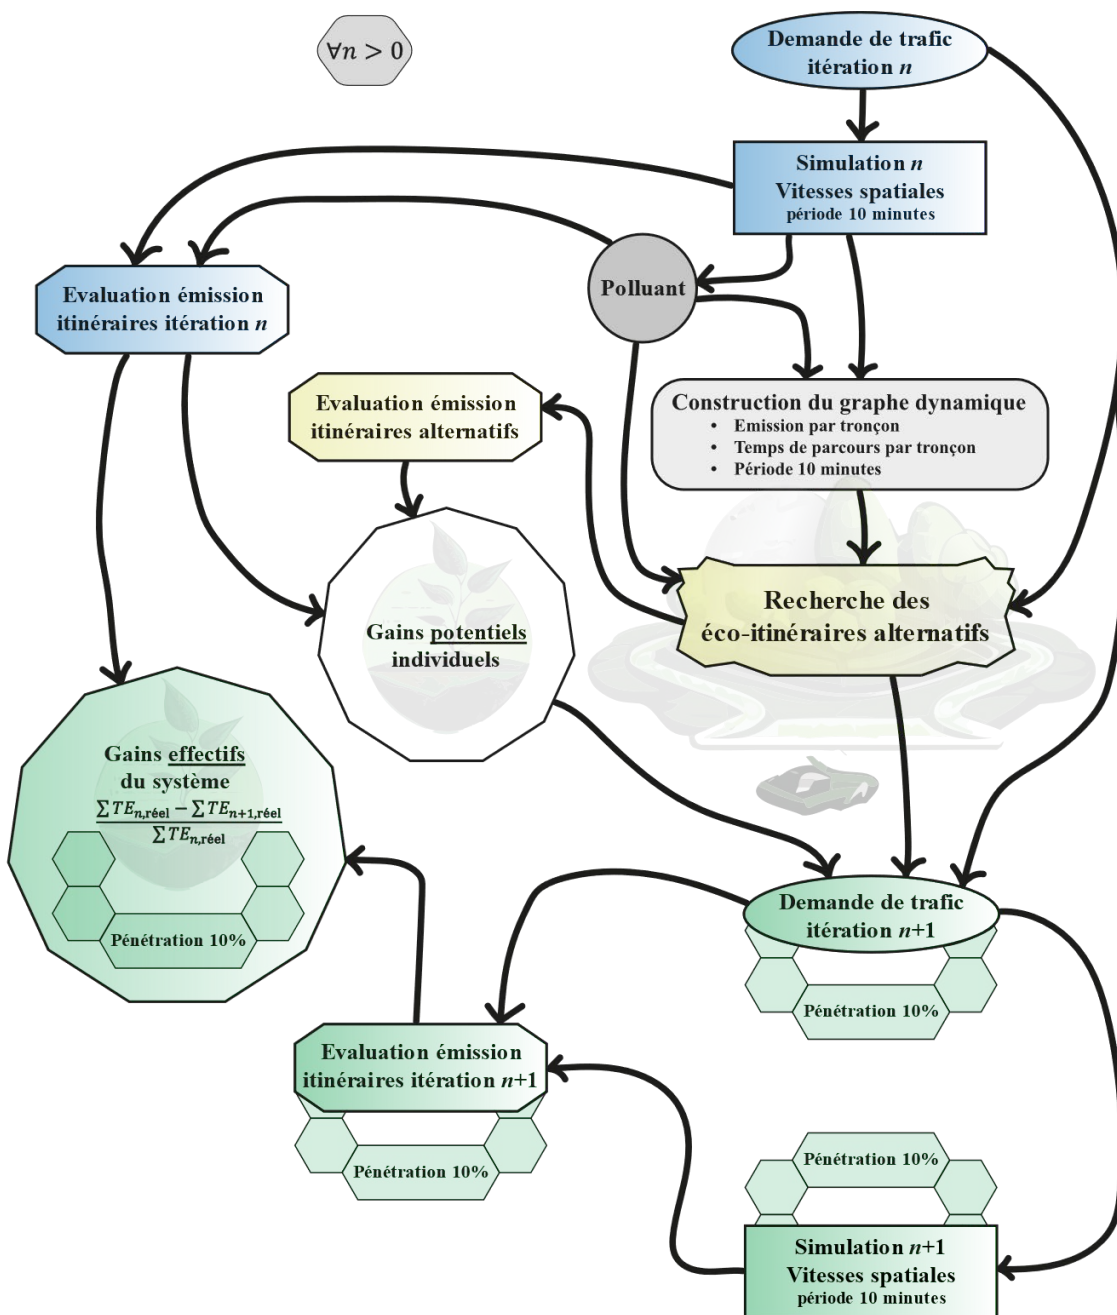 ∀n > 0
Demande de trafic
itération n
Simulation n
Vitesses spatiales
période 10 minutes
Polluant
Evaluation émission
itinéraires itération n
Evaluation émission
itinéraires alternatifs
Construction du graphe dynamique
• Emission par tronçon
• Temps de parcours par tronçon
• Période 10 minutes
Recherche des
éco-itinéraires alternatifs
Gains potentiels
individuels
Gains effectifs
du système
∑ TEn,réel − ∑ TEn+1,réel
∑ TEn,réel
Pénétration 10%
Demande de trafic
itération n+1
Pénétration 10%
Evaluation émission
itinéraires itération n+1
Pénétration 10%
Pénétration 10%
Simulation n+1
Vitesses spatiales
période 10 minutes